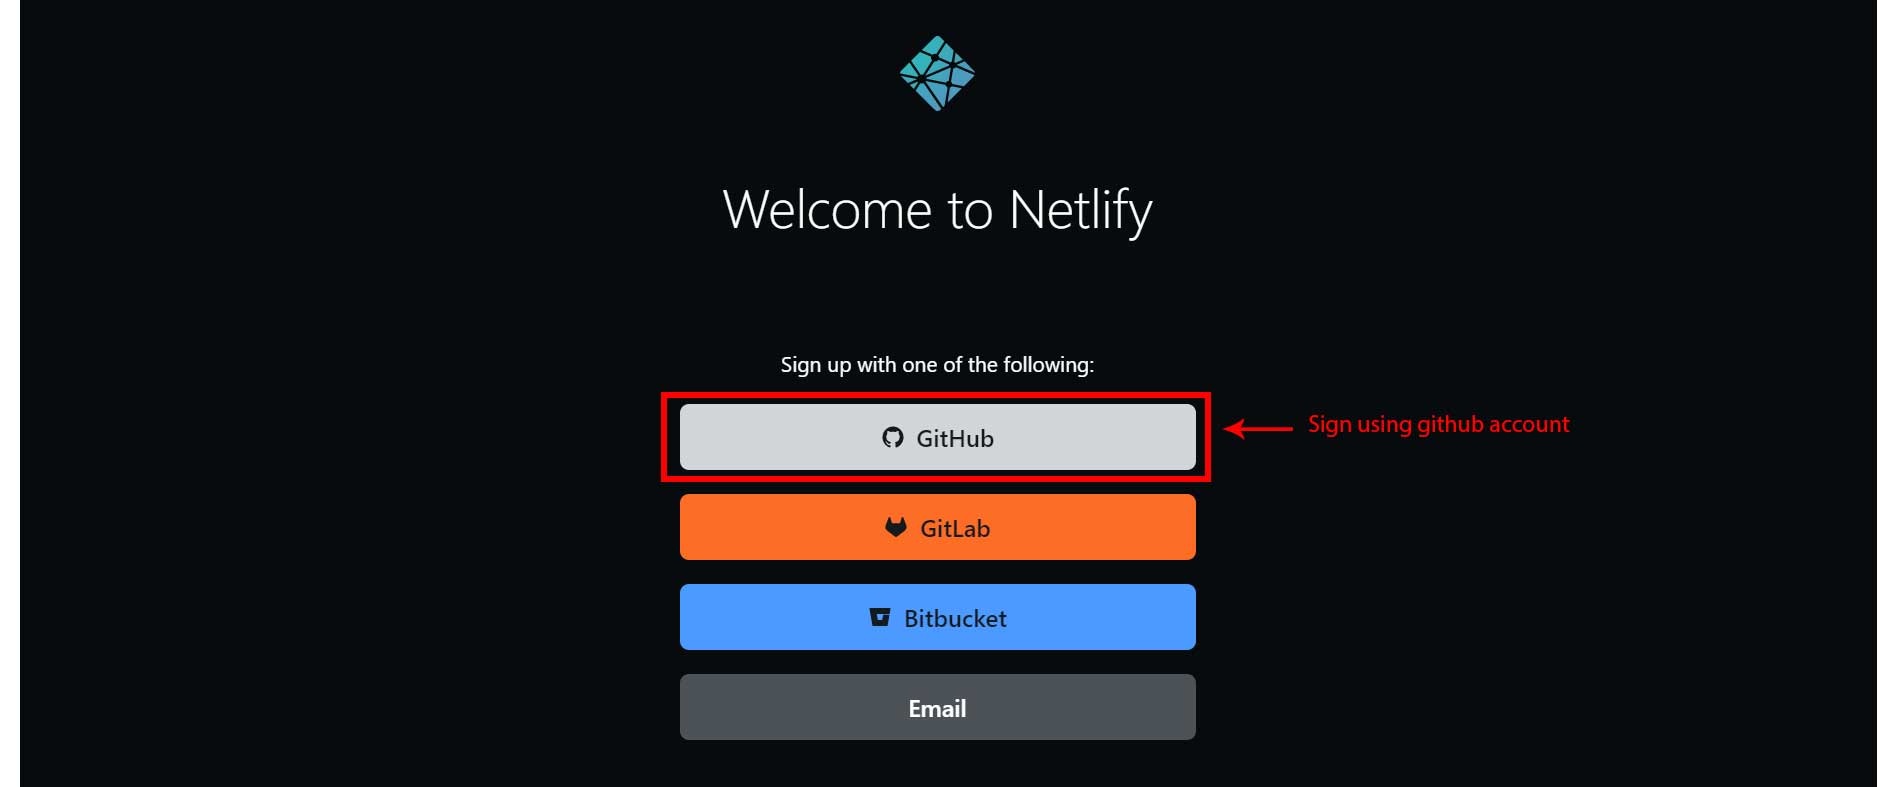 Welcome to Netlify
Sign up with one of the following:
GitHub
Sign using github account
GitLab
Bitbucket
Email